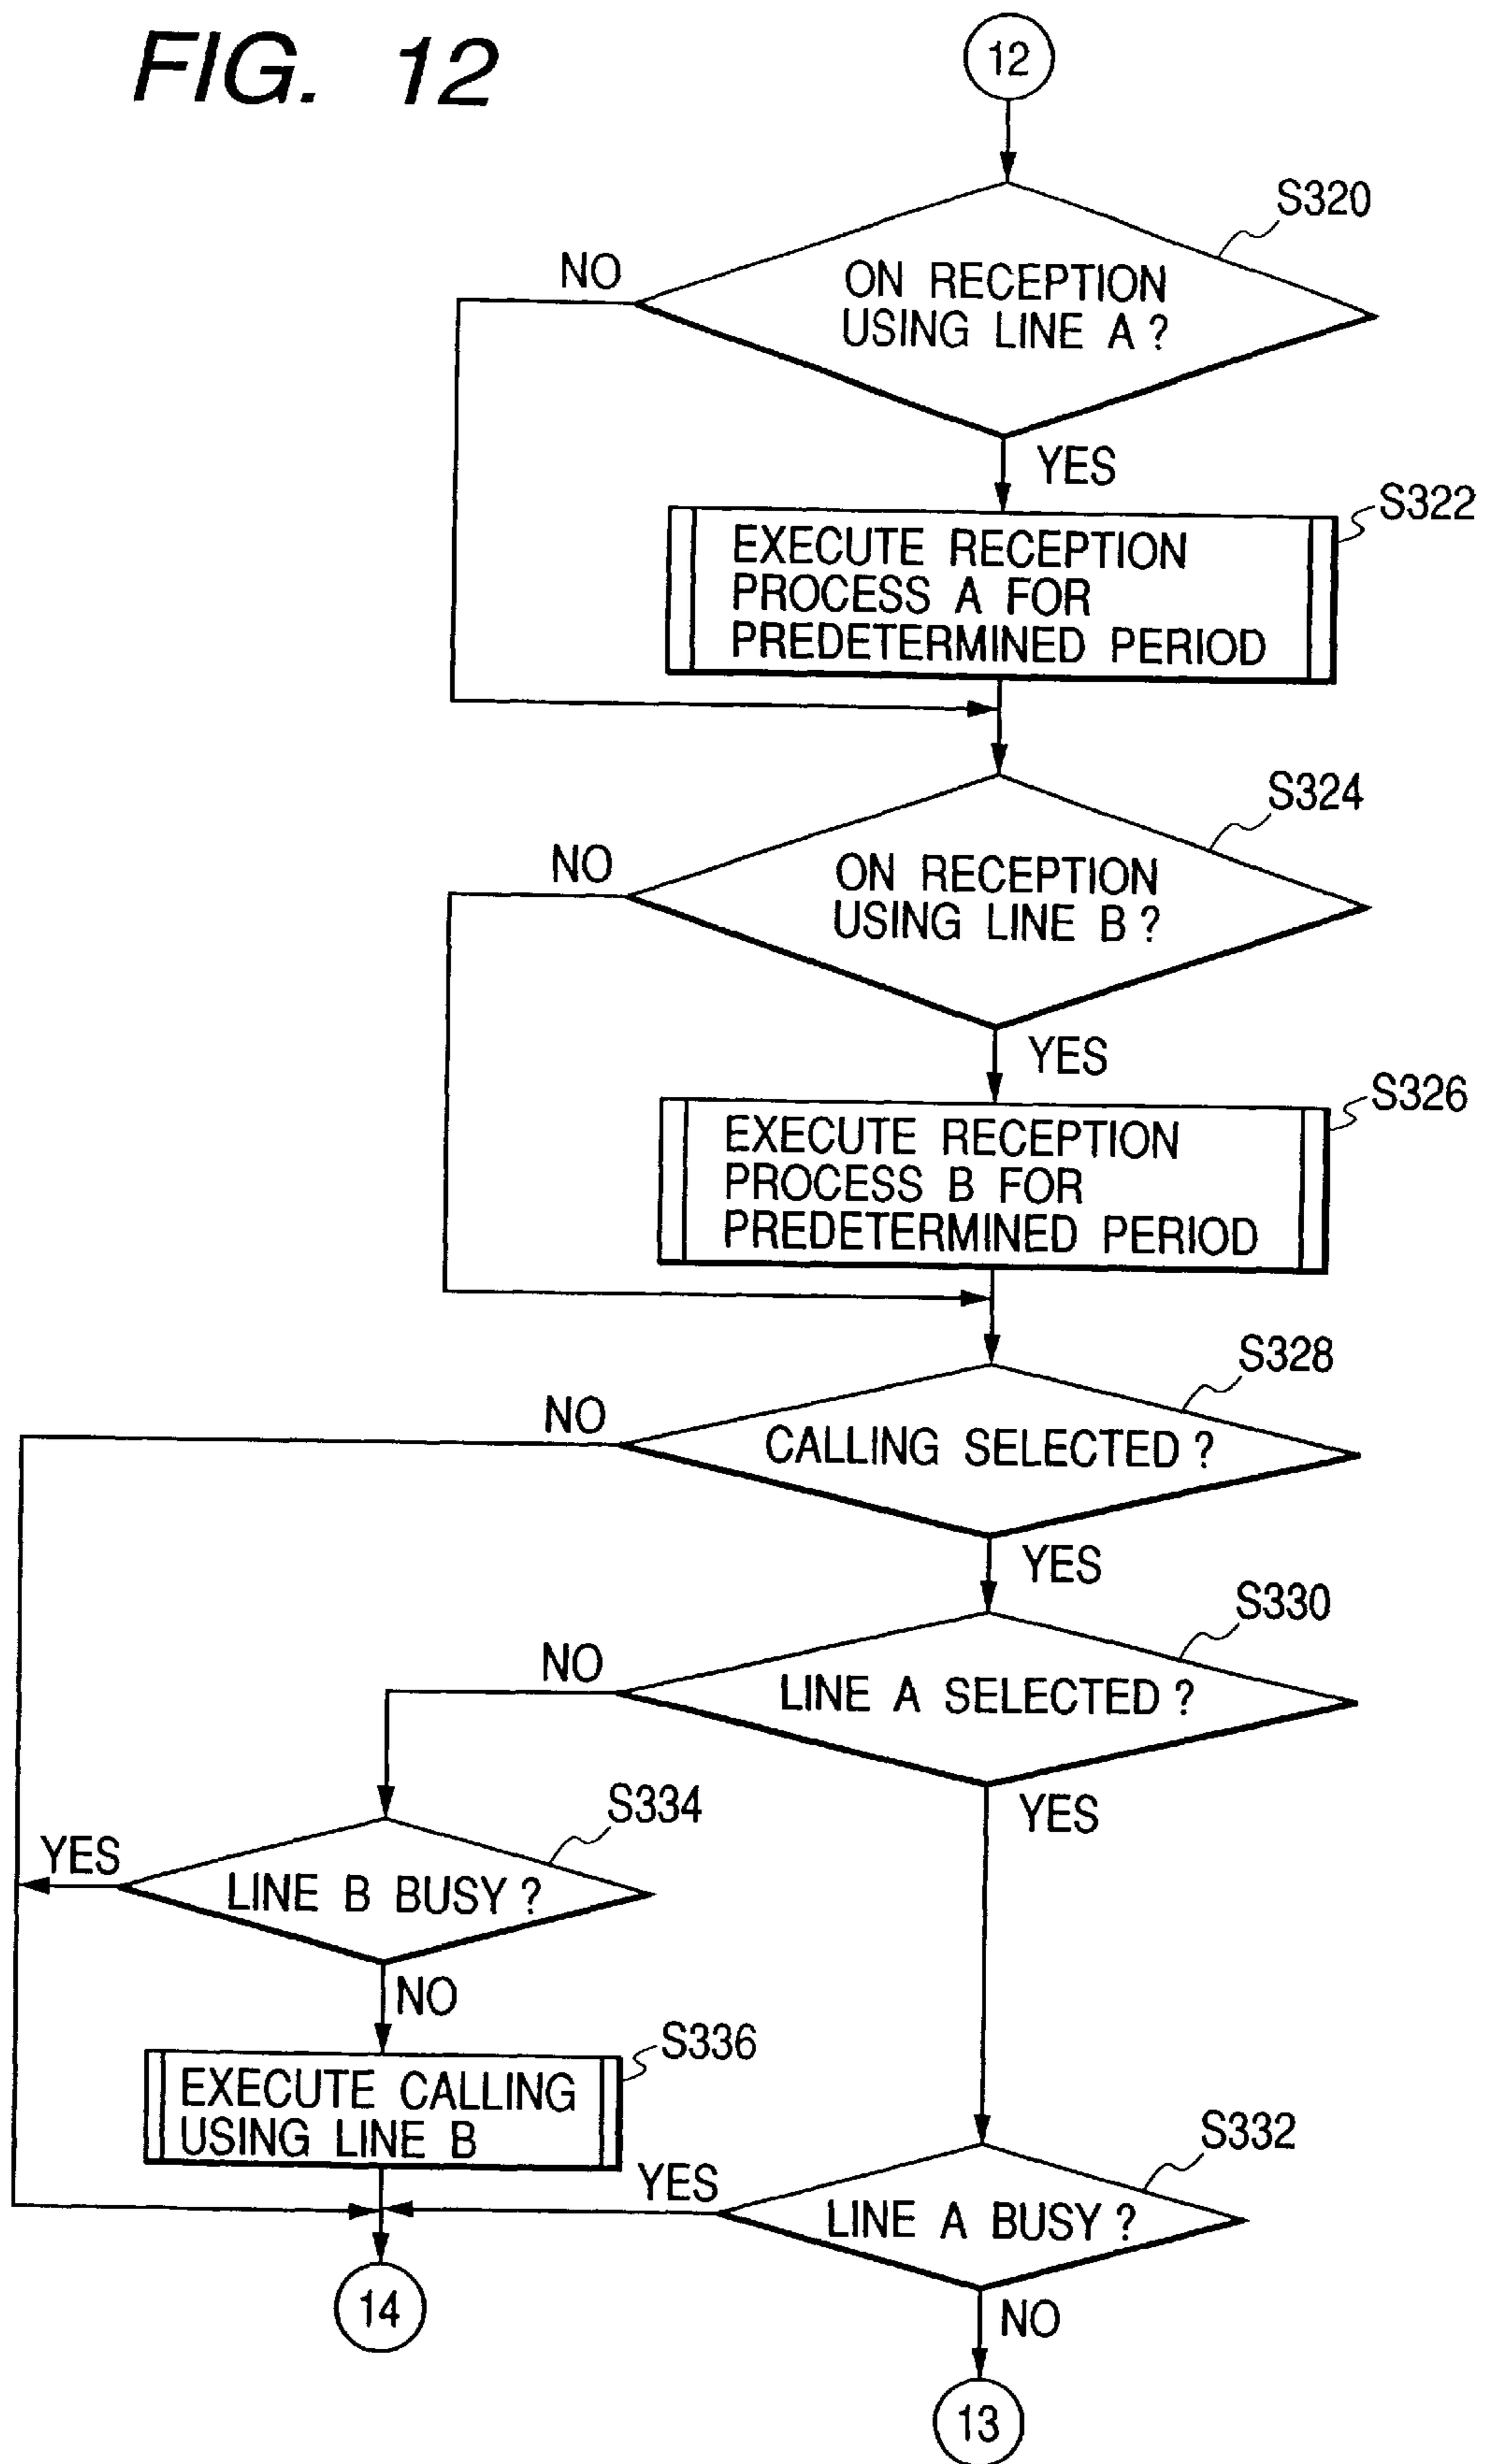 FIG. 12
12
S320
NO
ON RECEPTION
USING LINE A ?
YES
S322
EXECUTE RECEPTION
PROCESS A FOR
PREDETERMINED PERIOD
S324
NO
ON RECEPTION
USING LINE B ?
YES
S326
EXECUTE RECEPTION
PROCESS B FOR
PREDETERMINED PERIOD
S328
NO
CALLING SELECTED ?
YES
S330
NO
LINE A SELECTED ?
YES
S334
YES
LINE B BUSY ?
NO
S336
EXECUTE CALLING
USING LINE B
S332
YES
LINE A BUSY ?
14
NO
13